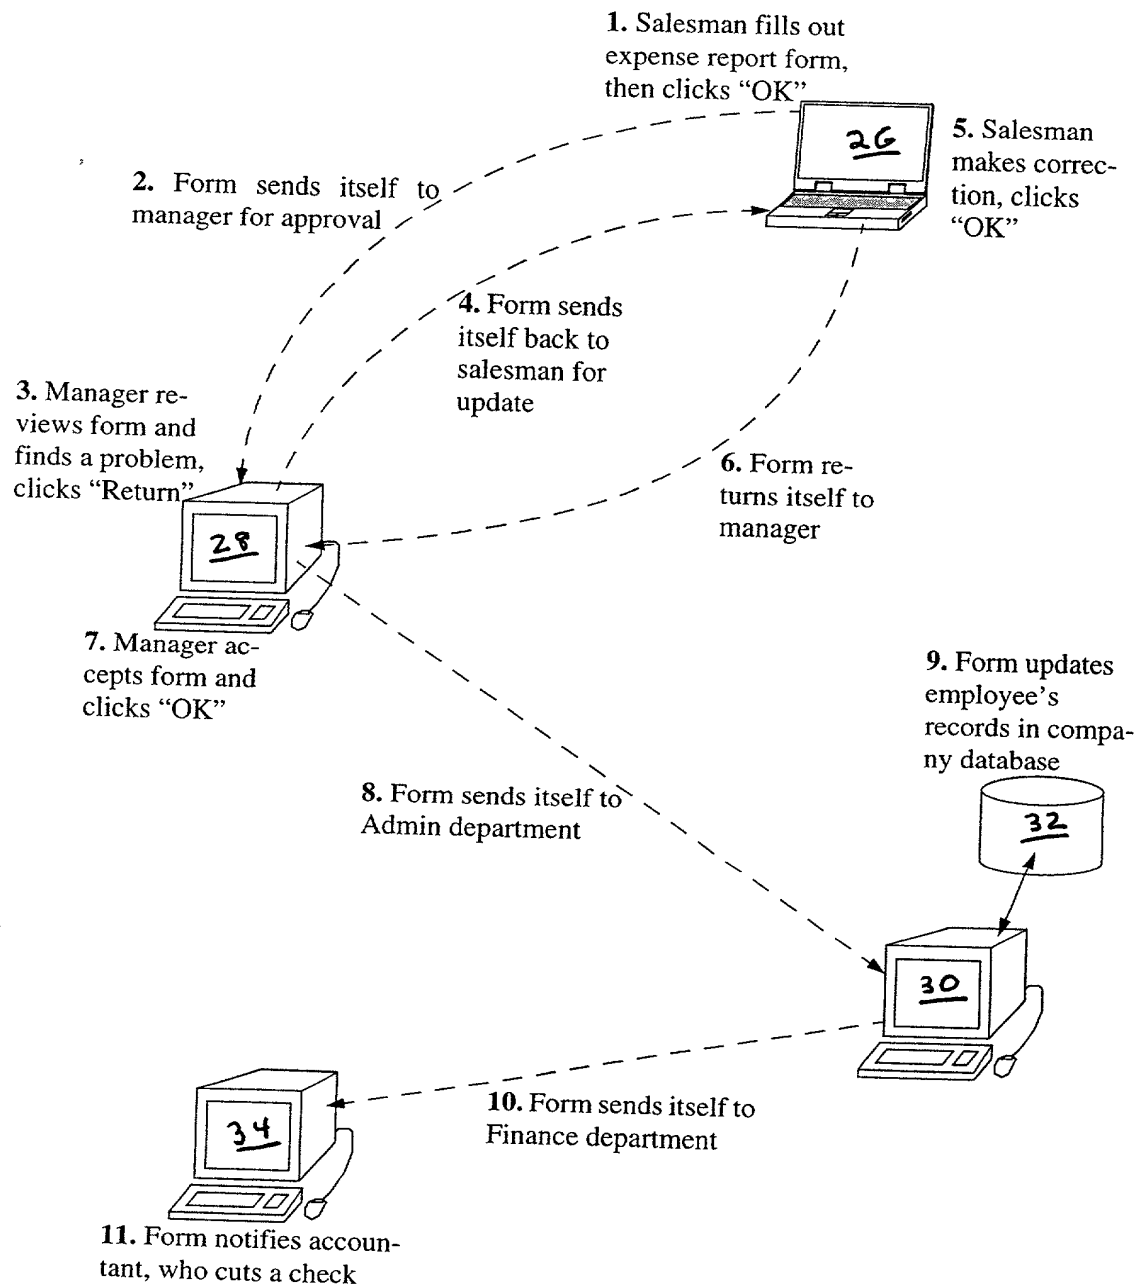 1. Salesman fills out
expense report form,
then clicks “OK”
26
5. Salesman
makes correc-
tion, clicks
“OK”
2. Form sends itself to
manager for approval
4. Form sends
itself back to
salesman for
update
3. Manager re-
views form and
finds a problem,
clicks “Return”
28
6. Form re-
turns itself to
manager
7. Manager ac-
cepts form and
clicks “OK”
9. Form updates
employee’s
records in compa-
ny database
32
8. Form sends itself to
Admin department
30
10. Form sends itself to
Finance department
34
11. Form notifies accoun-
tant, who cuts a check